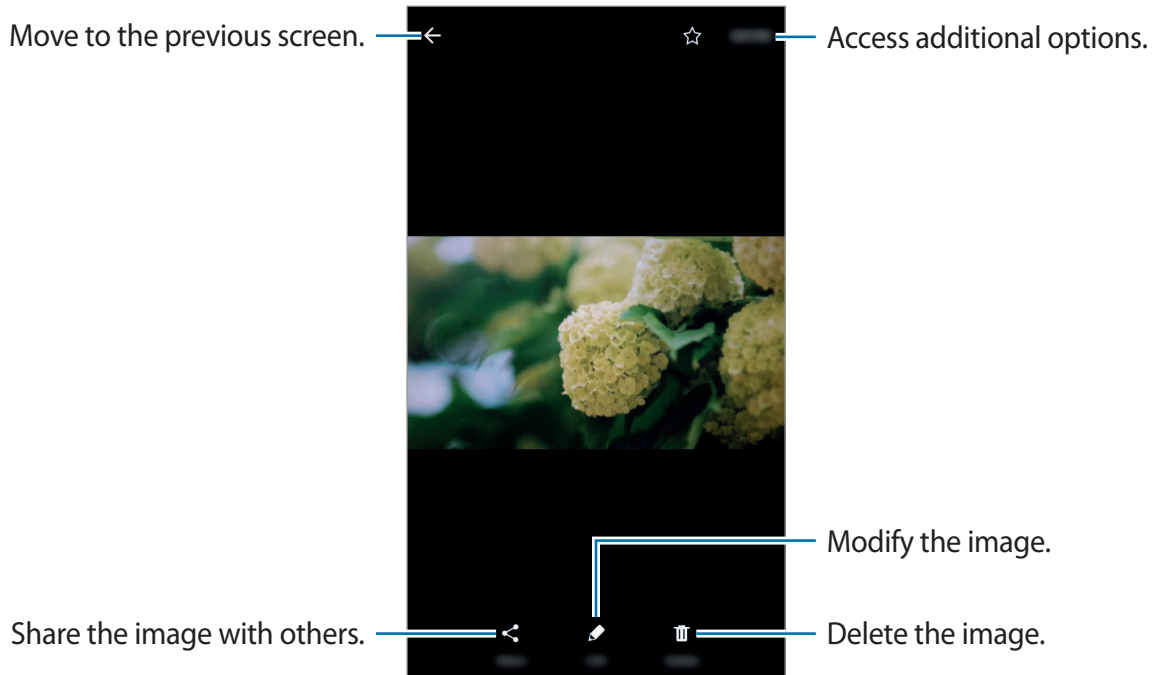 Move to the previous screen.
Access additional options.
Modify the image.
Share the image with others.
Delete the image.